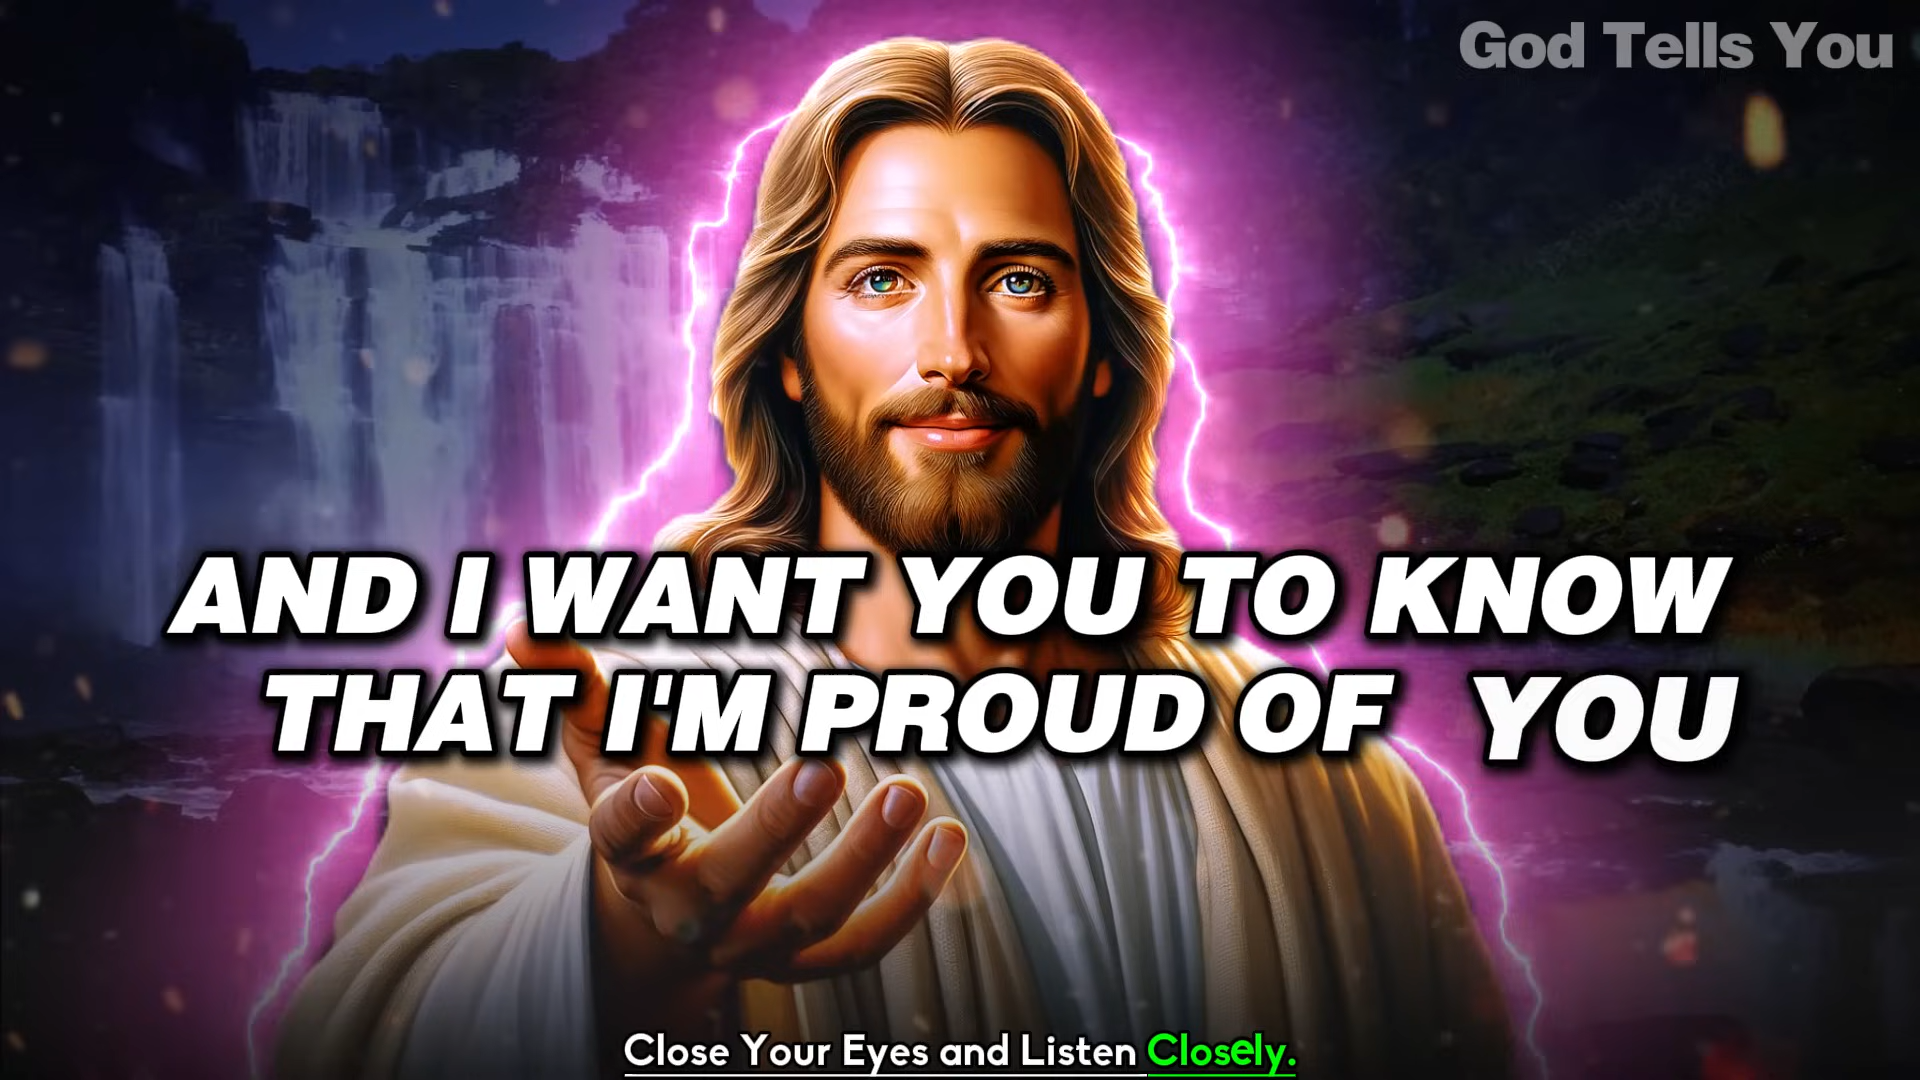 God Tells You
AND I WANT YOU TO KNOW
THAT I'M PROUD OF YOU
Close Your Eyes and Listen Closely.